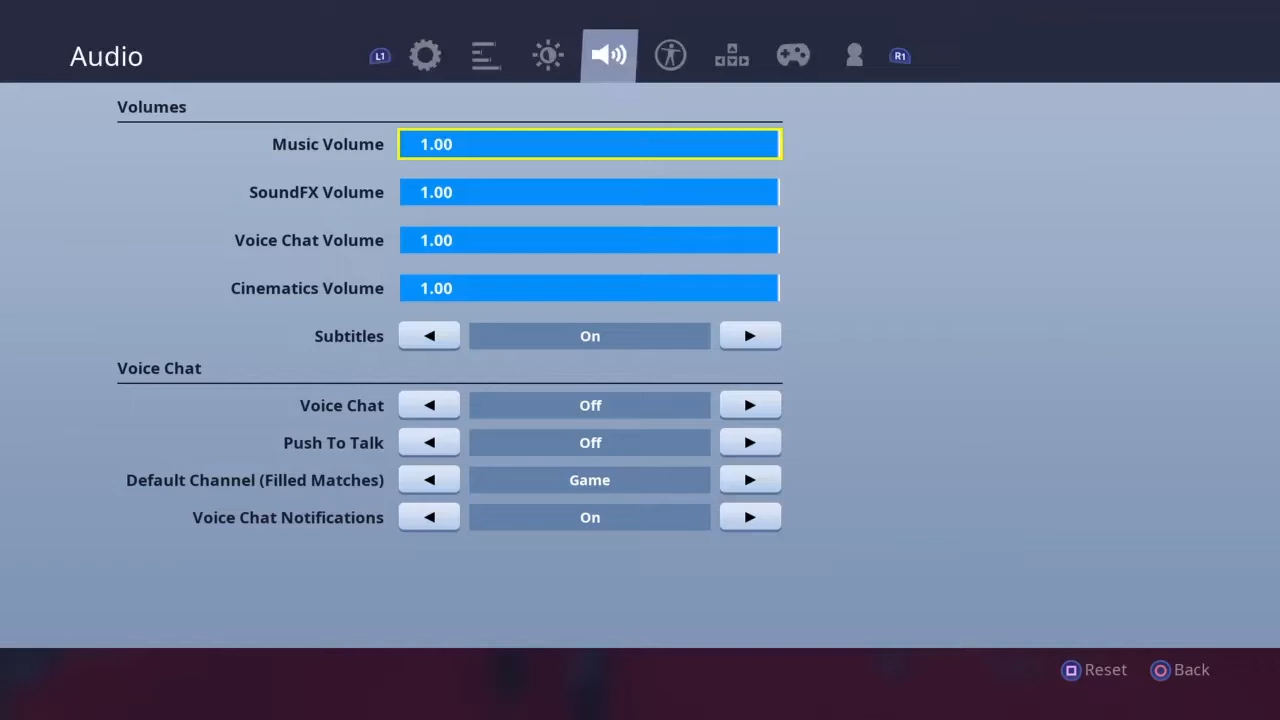 Audio
L1
R1
Volumes
Music Volume 1.00
SoundFX Volume 1.00
Voice Chat Volume 1.00
Cinematics Volume 1.00
Subtitles On
Voice Chat
Voice Chat Off
Push To Talk Off
Default Channel (Filled Matches) Game
Voice Chat Notifications On
Reset
Back